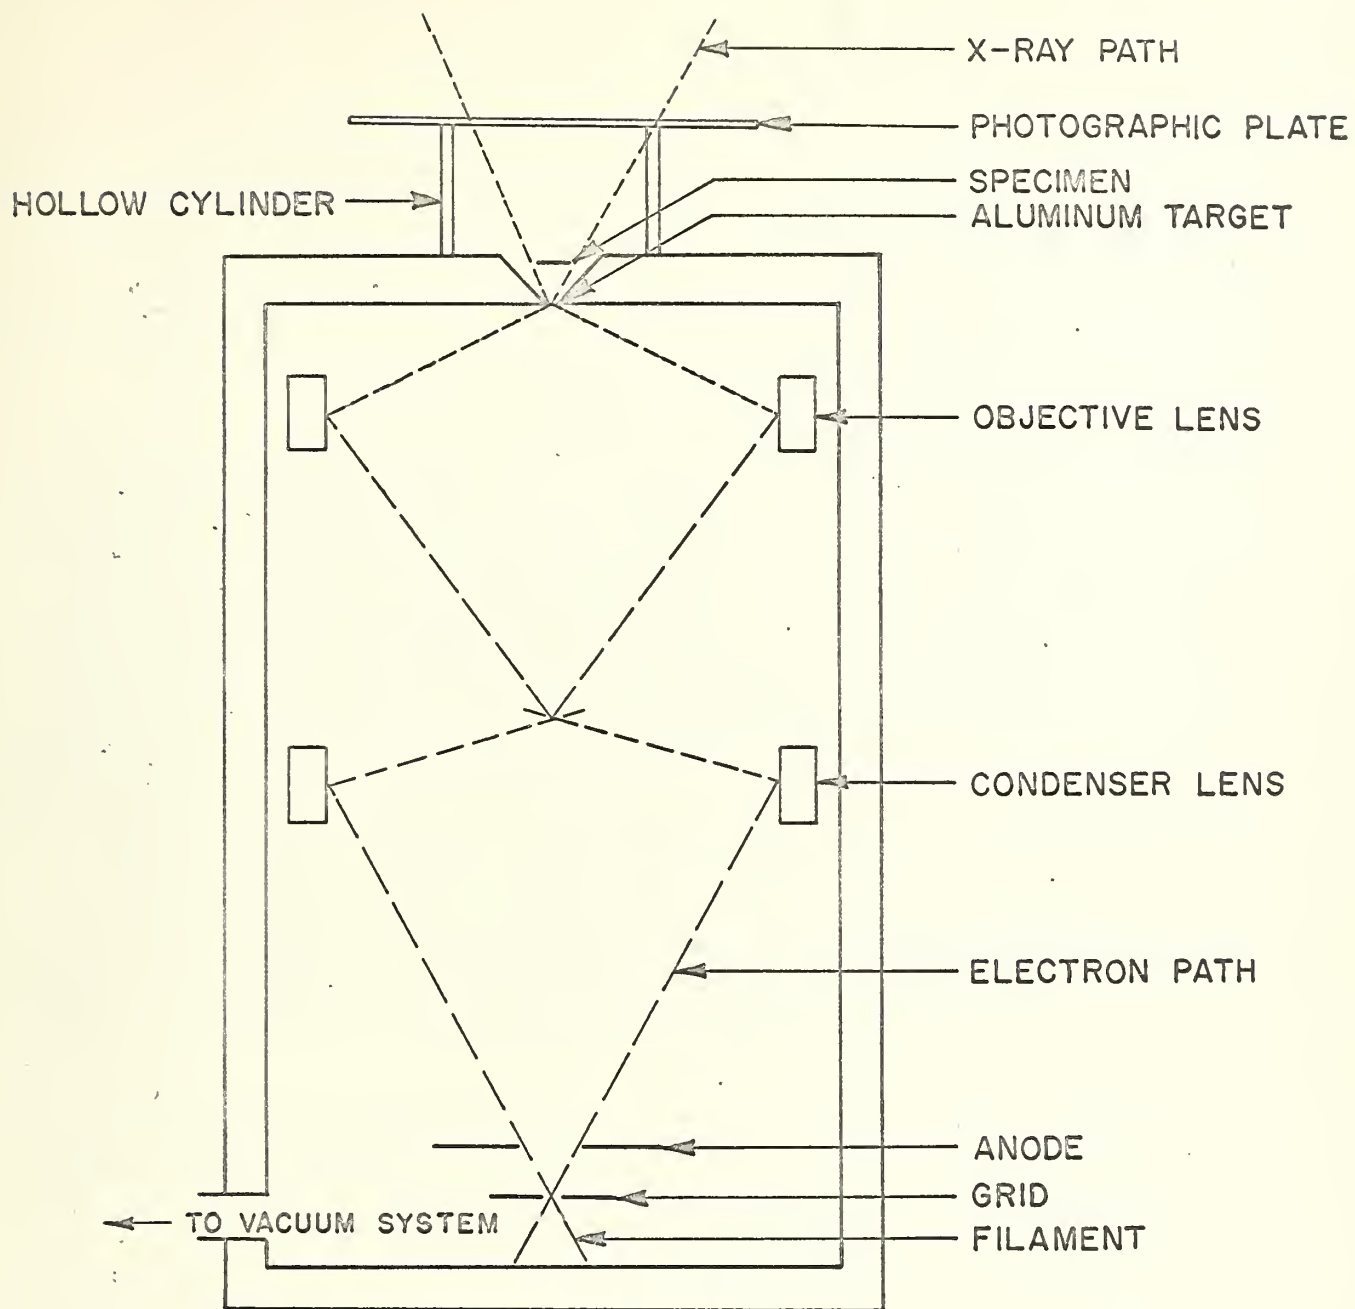 X-RAY PATH
PHOTOGRAPHIC PLATE
SPECIMEN
HOLLOW CYLINDER
ALUMINUM TARGET
OBJECTIVE LENS
CONDENSER LENS
ELECTRON PATH
ANODE
GRID
TO VACUUM SYSTEM
FILAMENT